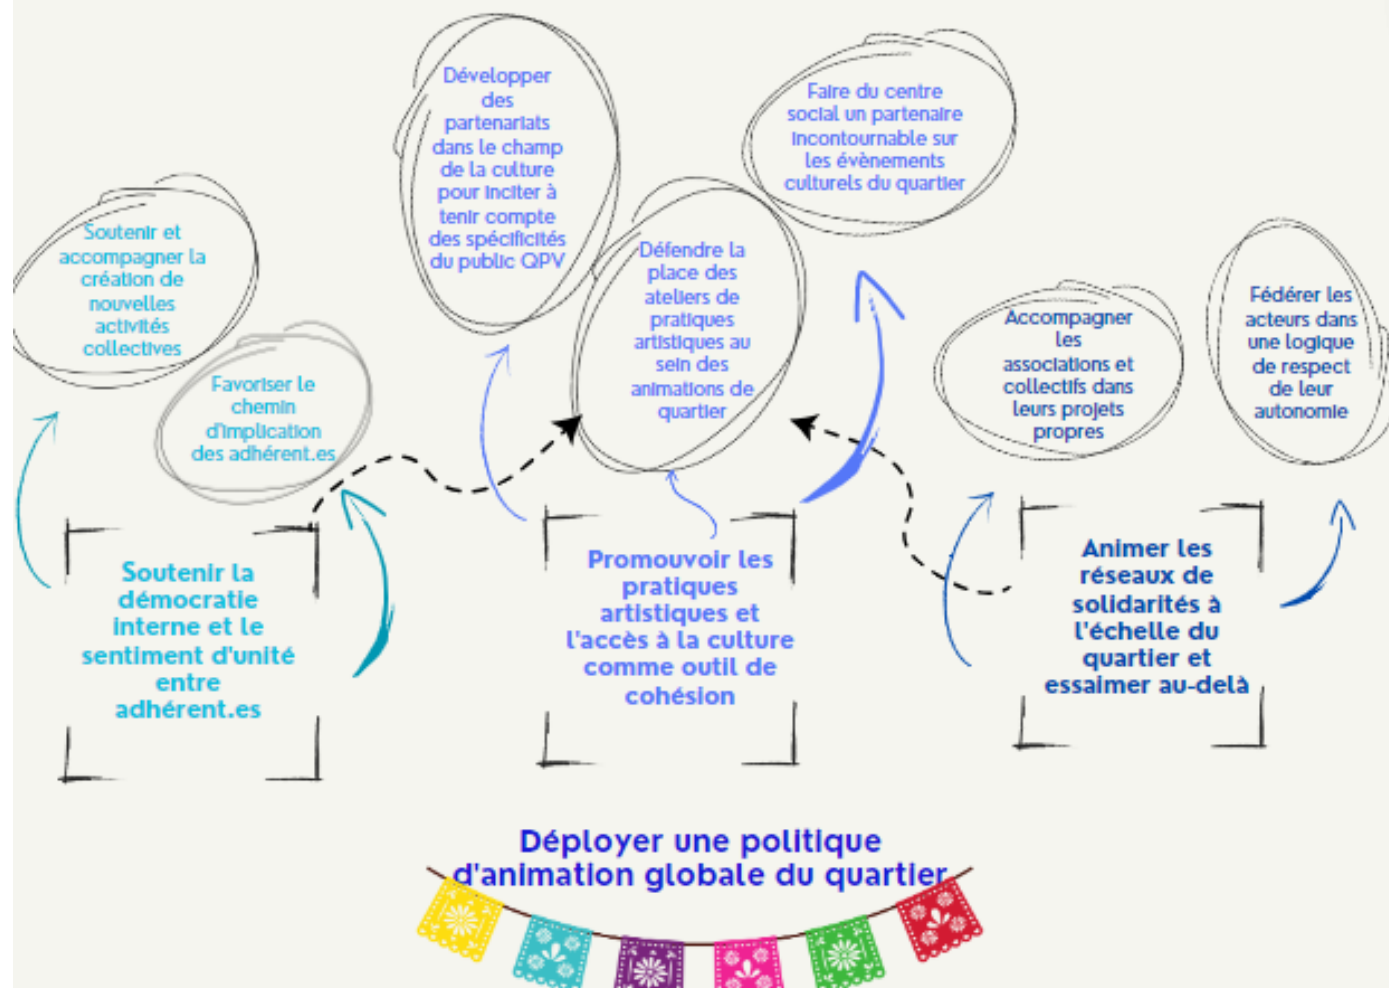 Développer
des
partenariats
dans le champ
de la culture
pour inciter à
tenir compte
des spécificités
du public QPV
Faire du centre
social un partenaire
incontournable sur
les évènements
culturels du quartier
Soutenir et
accompagner la
création de
nouvelles
activités
collectives
Favoriser le
chemin
d'implication
des adhérent.es
Défendre la
place des
ateliers de
pratiques
artistiques au
sein des
animations de
quartier
Accompagner
les
associations et
collectifs dans
leurs projets
propres
Fédérer les
acteurs dans
une logique
de respect
de leur
autonomie
Soutenir la
démocratie
interne et le
sentiment d'unité
entre
adhérent.es
Promouvoir les
pratiques
artistiques et
l'accès à la culture
comme outil de
cohésion
Animer les
réseaux de
solidarités à
l'échelle du
quartier et
essaimer au-delà
Déployer une politique
d'animation globale du quartier